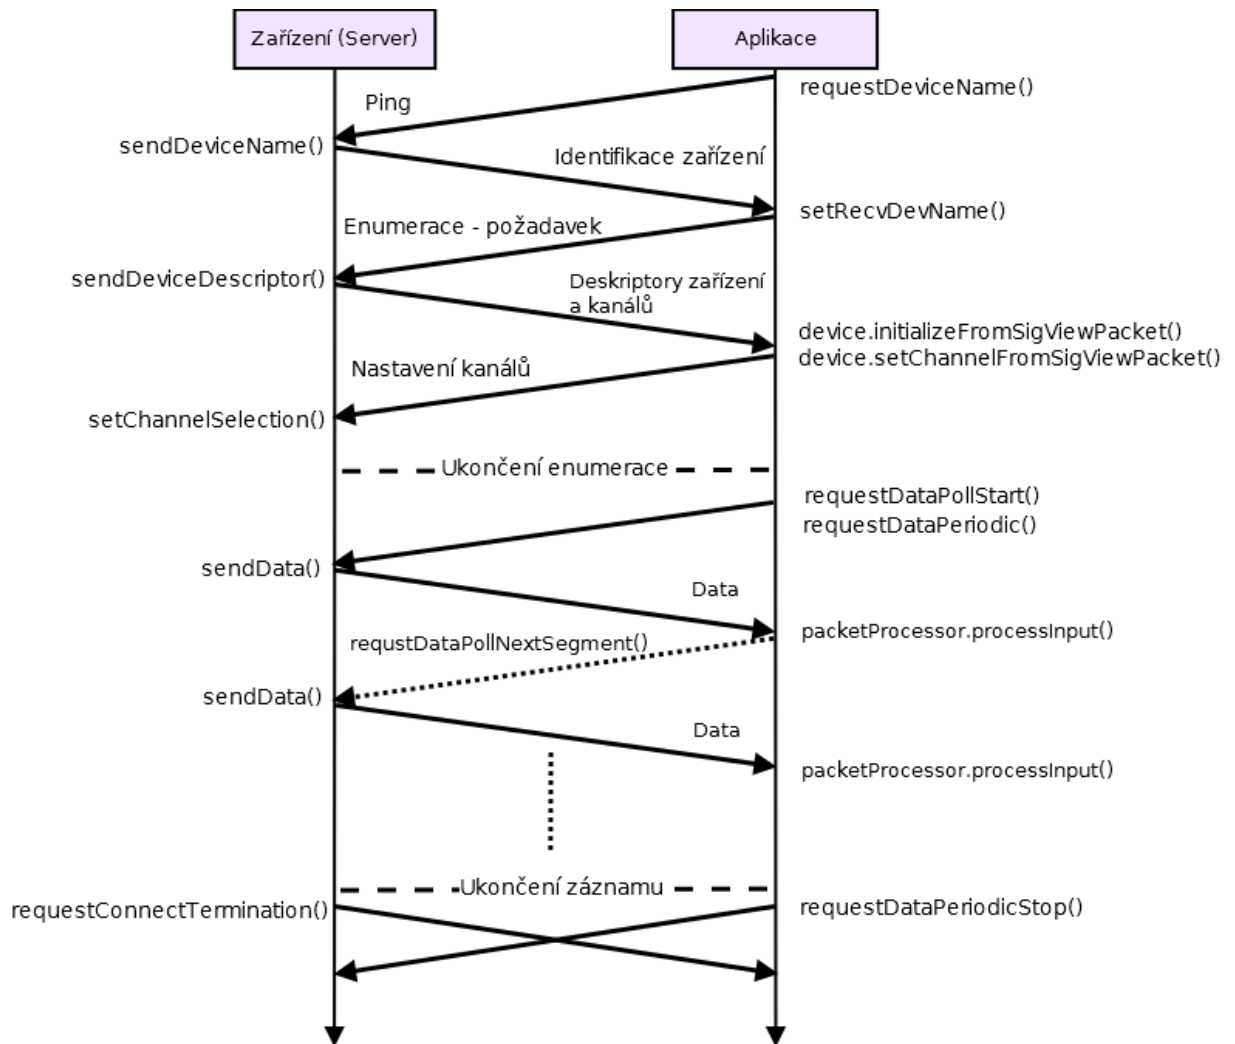 Zařízení (Server)
Aplikace
requestDeviceName()
Ping
sendDeviceName()
Identifikace zařízení
setRecvDevName()
Enumerace - požadavek
sendDeviceDescriptor()
Deskriptory zařízení
a kanálů
device.initializeFromSigViewPacket()
device.setChannelFromSigViewPacket()
Nastavení kanálů
setChannelSelection()
Ukončení enumerace
requestDataPollStart()
requestDataPeriodic()
sendData()
Data
packetProcessor.processInput()
requstDataPollNextSegment()
sendData()
Data
packetProcessor.processInput()
Ukončení záznamu
requestConnectTermination()
requestDataPeriodicStop()